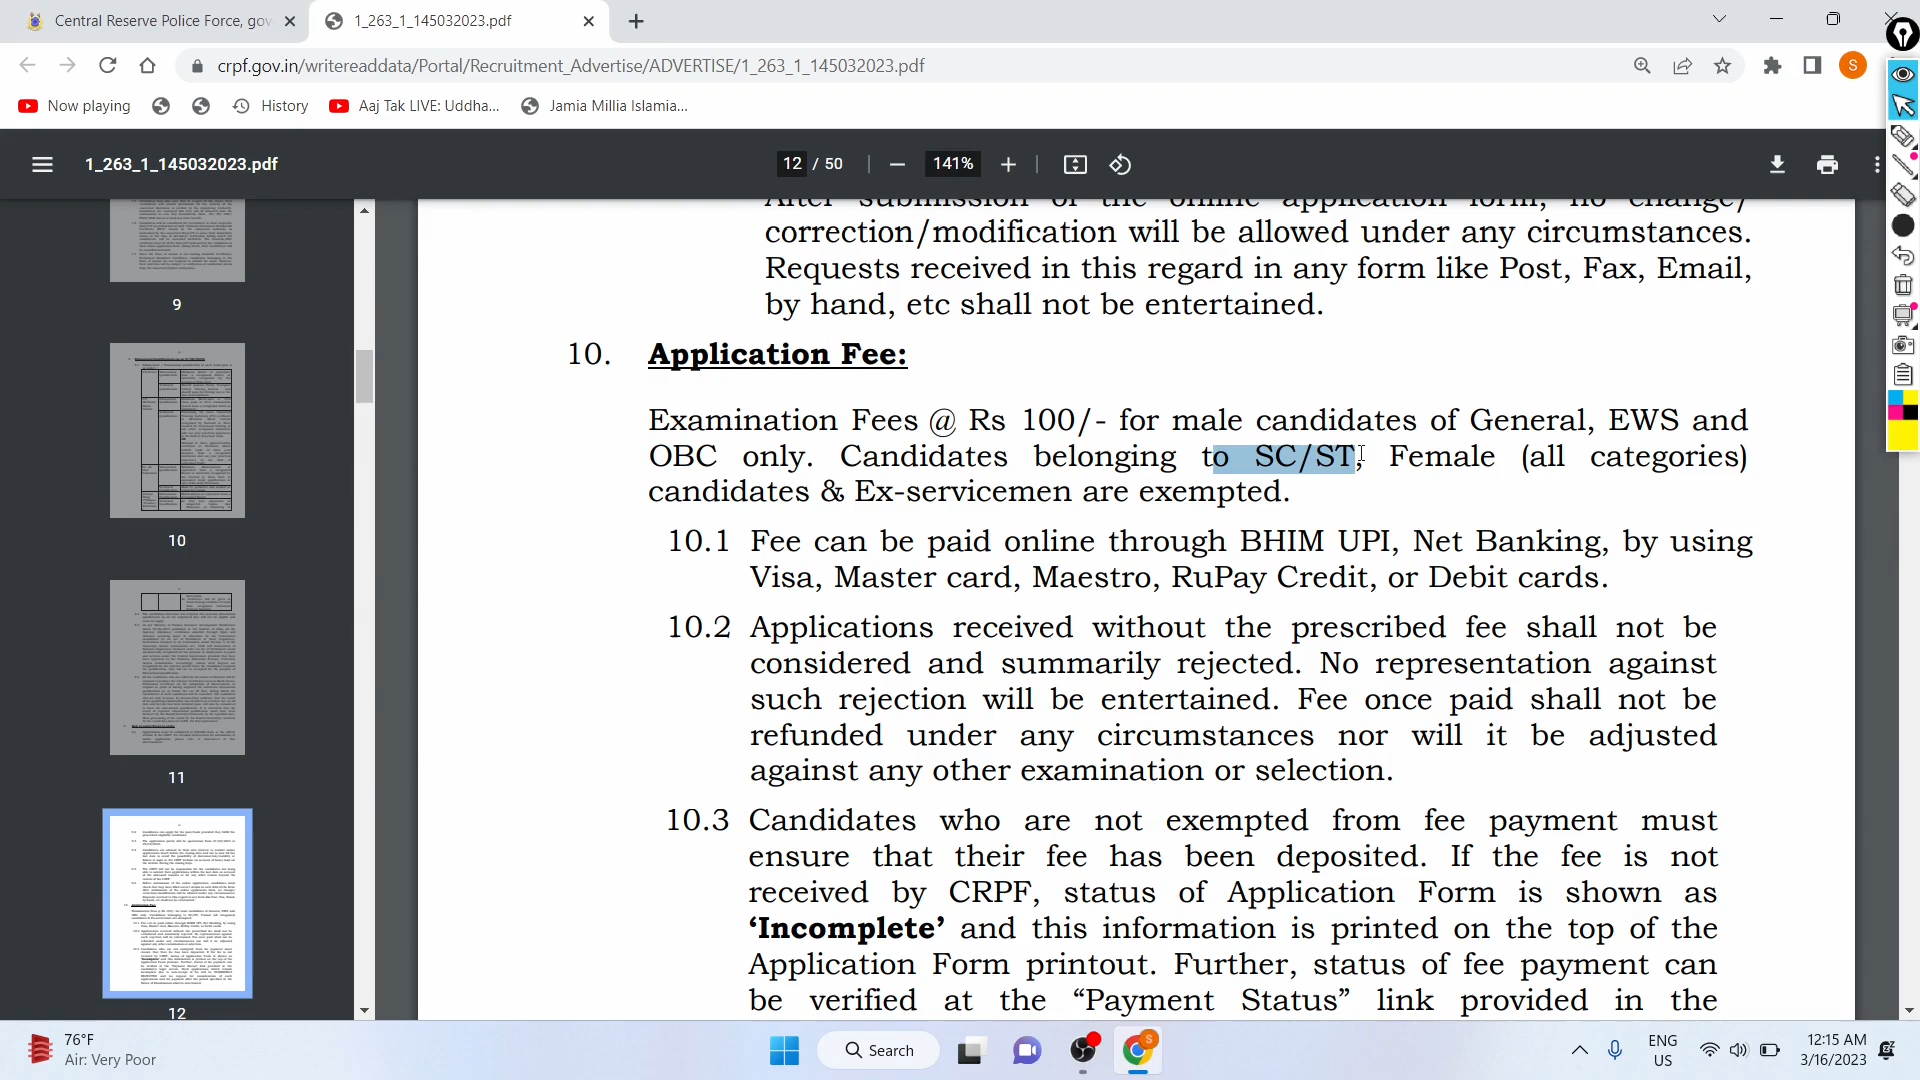 Central Reserve Police Force, gov
1_263_1_145032023.pdf
crpf.gov.in/writereaddata/Portal/Recruitment_Advertise/ADVERTISE/1_263_1_145032023.pdf
S
Now playing
History
Aaj Tak LIVE: Uddha...
Jamia Millia Islamia...
1_263_1_145032023.pdf
12 / 50
141%
9
10
11
12
After submission of the online application form, no change/
correction/modification will be allowed under any circumstances.
Requests received in this regard in any form like Post, Fax, Email,
by hand, etc shall not be entertained.
10. Application Fee:
Examination Fees @ Rs 100/- for male candidates of General, EWS and
OBC only. Candidates belonging to SC/ST, Female (all categories)
candidates & Ex-servicemen are exempted.
10.1 Fee can be paid online through BHIM UPI, Net Banking, by using
Visa, Master card, Maestro, RuPay Credit, or Debit cards.
10.2 Applications received without the prescribed fee shall not be
considered and summarily rejected. No representation against
such rejection will be entertained. Fee once paid shall not be
refunded under any circumstances nor will it be adjusted
against any other examination or selection.
10.3 Candidates who are not exempted from fee payment must
ensure that their fee has been deposited. If the fee is not
received by CRPF, status of Application Form is shown as
‘Incomplete’ and this information is printed on the top of the
Application Form printout. Further, status of fee payment can
be verified at the “Payment Status” link provided in the
76°F
Air: Very Poor
Search
S
ENG
US
12:15 AM
3/16/2023